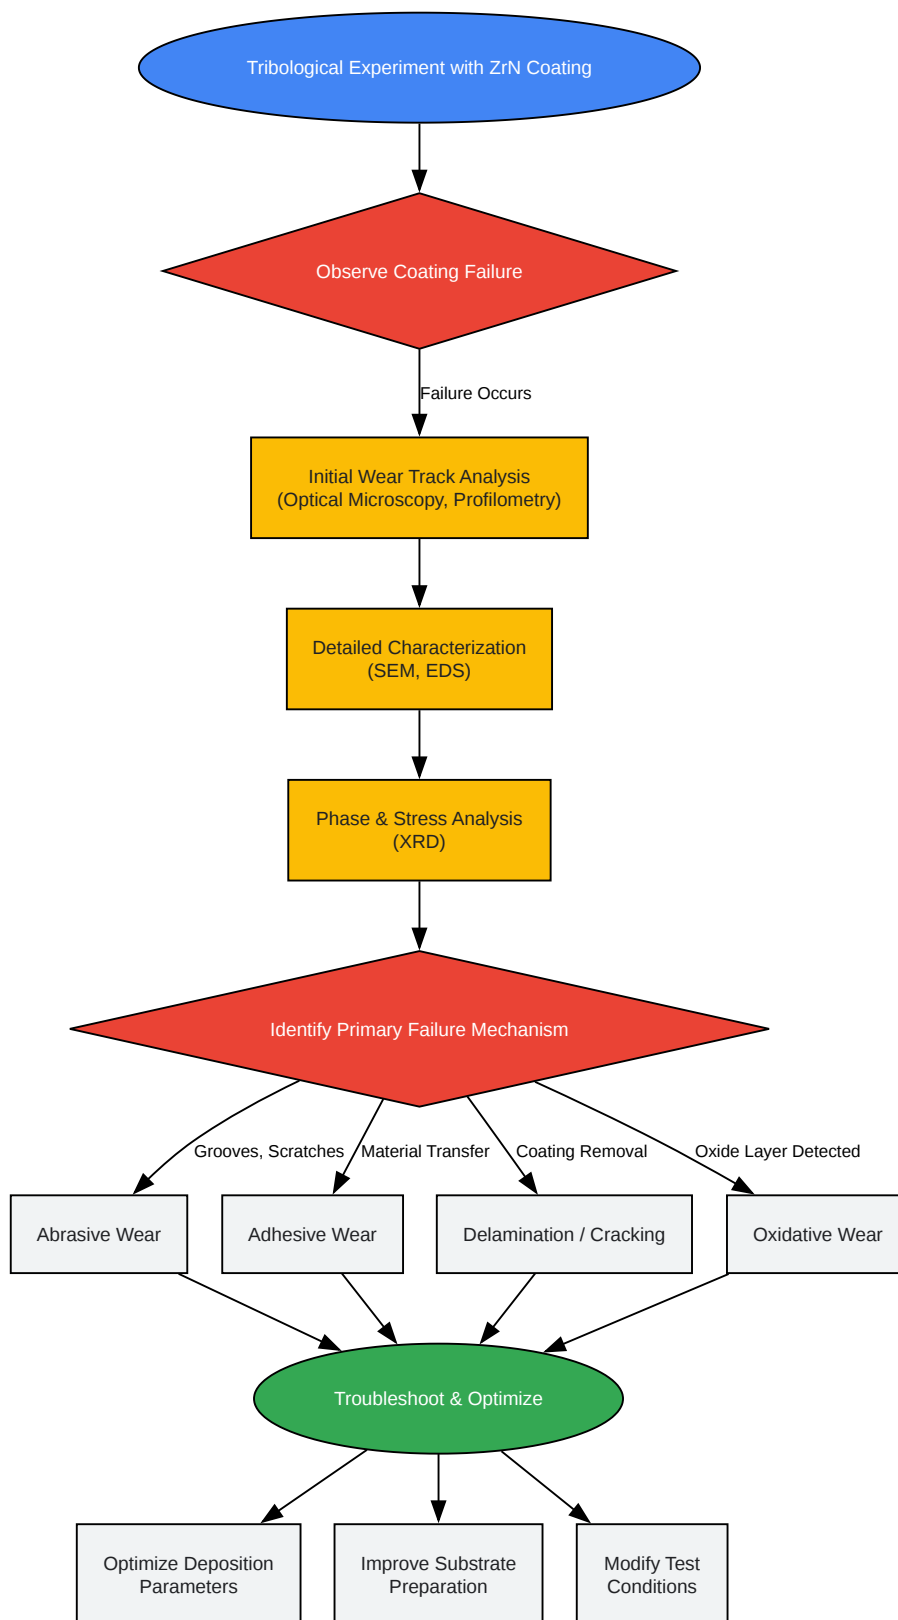 Tribological Experiment with ZrN Coating
Observe Coating Failure
Failure Occurs
Initial Wear Track Analysis
(Optical Microscopy, Profilometry)
Detailed Characterization
(SEM, EDS)
Phase & Stress Analysis
(XRD)
Identify Primary Failure Mechanism
Grooves, Scratches
Material Transfer
Coating Removal
Oxide Layer Detected
Abrasive Wear
Adhesive Wear
Delamination / Cracking
Oxidative Wear
Troubleshoot & Optimize
Optimize Deposition
Parameters
Improve Substrate
Preparation
Modify Test
Conditions